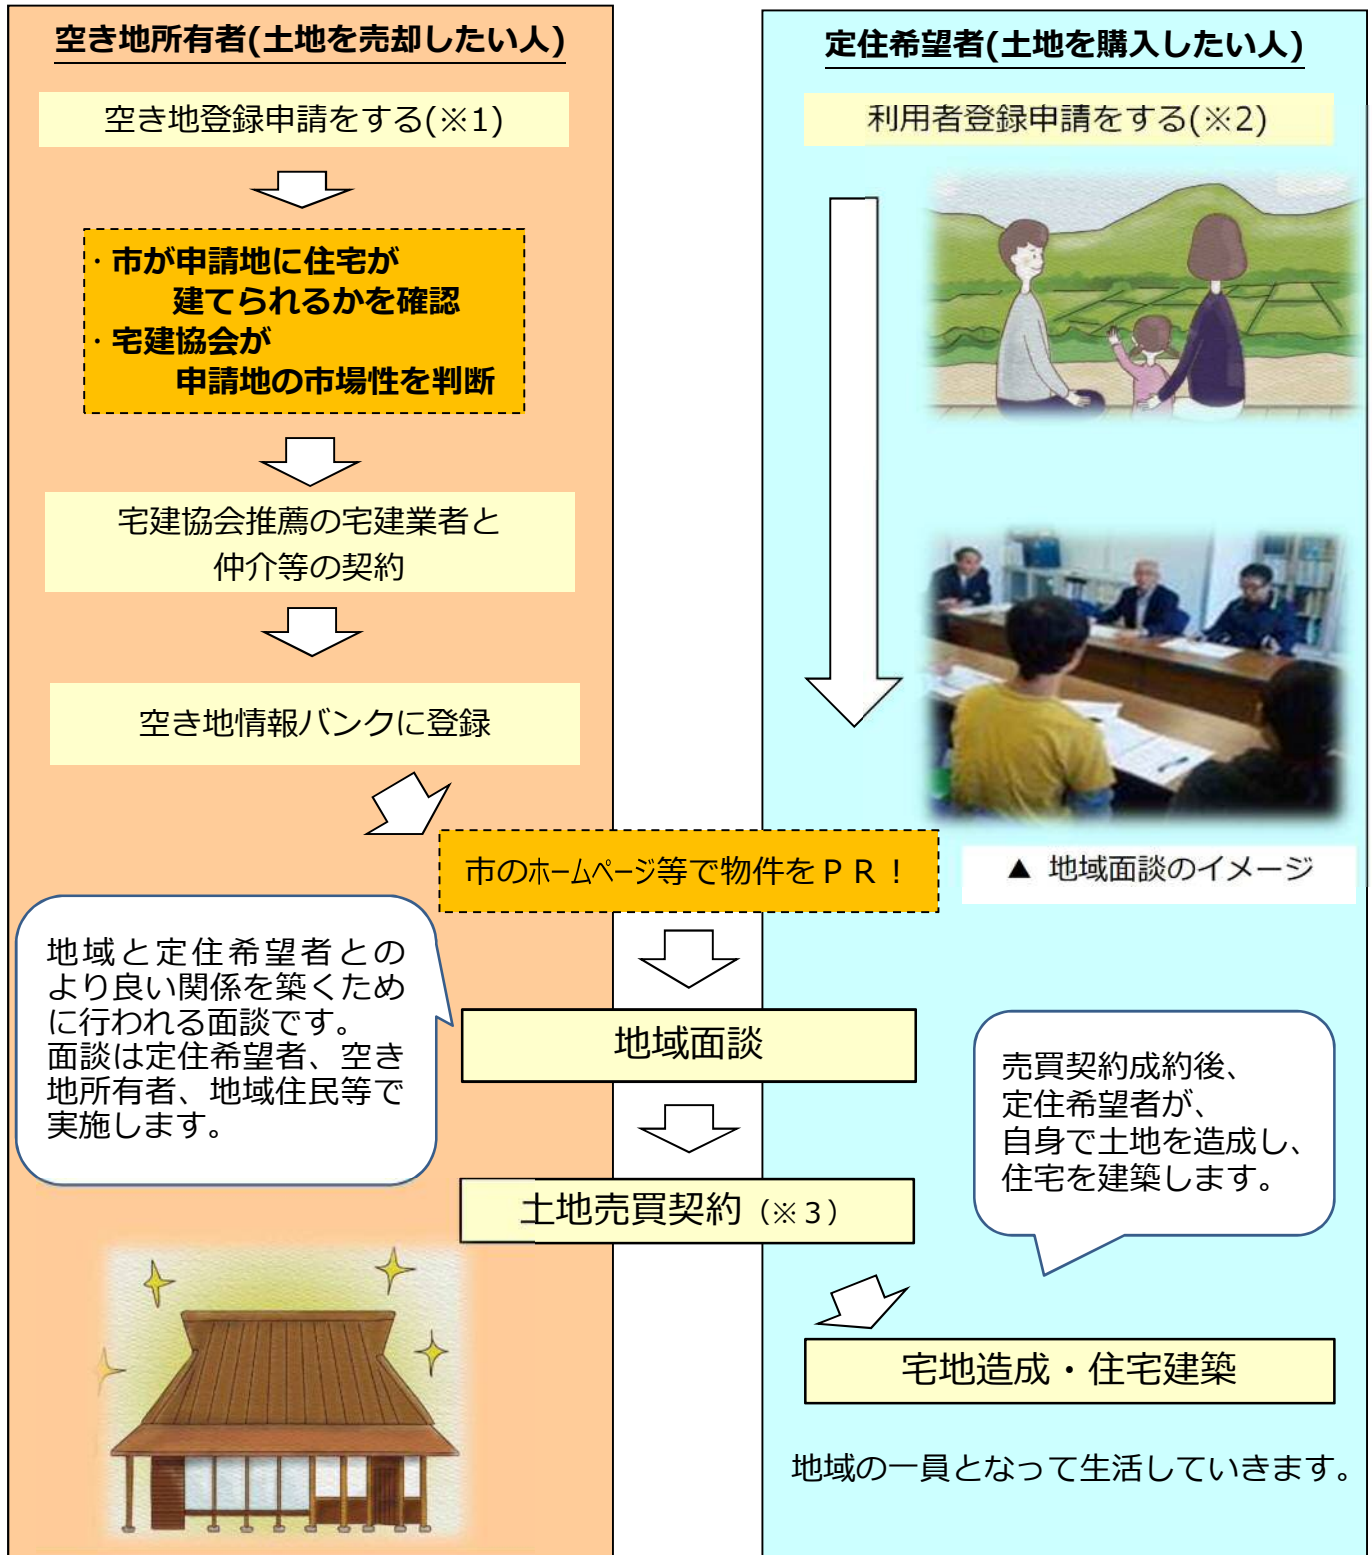 空き地所有者(土地を売却したい人)
空き地登録申請をする(※1)
・市が申請地に住宅が
建てられるかを確認
・宅建協会が
申請地の市場性を判断
宅建協会推薦の宅建業者と
仲介等の契約
空き地情報バンクに登録
定住希望者(土地を購入したい人)
利用者登録申請をする(※2)
▲ 地域面談のイメージ
市のホームページ等で物件をPR！
地域と定住希望者との
より良い関係を築くため
に行われる面談です。
面談は定住希望者、空き
地所有者、地域住民等で
実施します。
地域面談
土地売買契約（※３）
売買契約成約後、
定住希望者が、
自身で土地を造成し、
住宅を建築します。
宅地造成・住宅建築
地域の一員となって生活していきます。